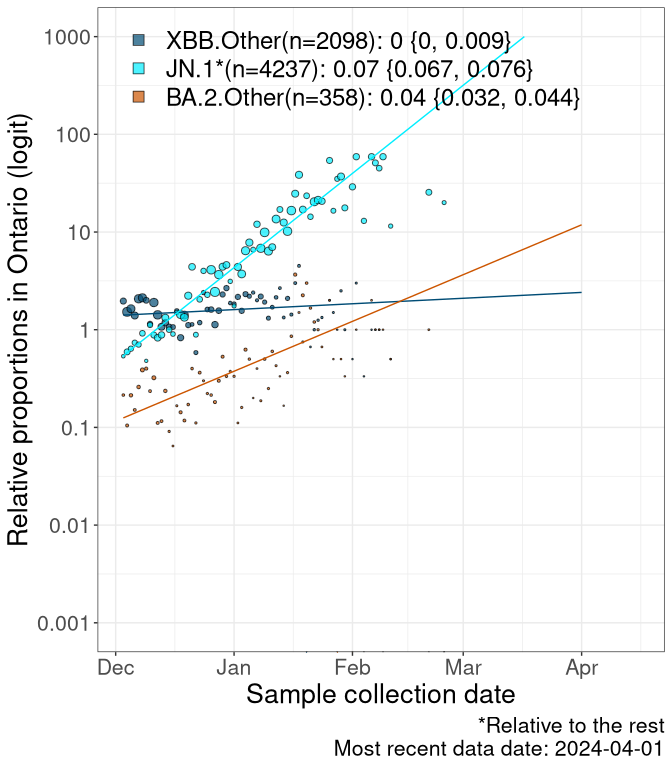 XBB.Other(n=2098): 0 {0, 0.009}
JN.1*(n=4237): 0.07 {0.067, 0.076}
BA.2.Other(n=358): 0.04 {0.032, 0.044}
Relative proportions in Ontario (logit)
1000
100
10
1
0.1
0.01
0.001
Dec Jan Feb Mar Apr
Sample collection date
*Relative to the rest
Most recent data date: 2024-04-01